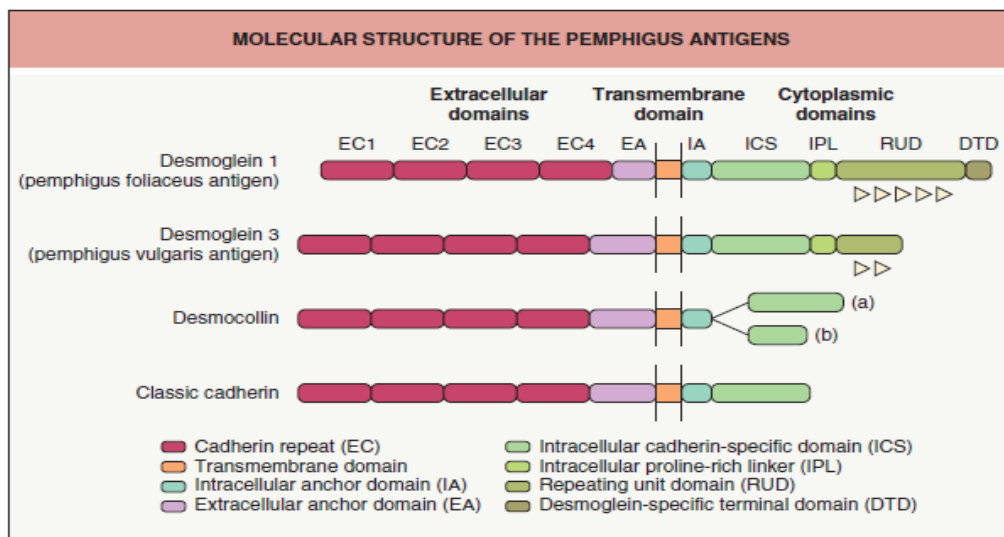 MOLECULAR STRUCTURE OF THE PEMPHIGUS ANTIGENS
Extracellular
domains
Transmembrane
domain
Cytoplasmic
domains
EC1 EC2 EC3 EC4 EA IA ICS IPL RUD DTD
Desmoglein 1
(pemphigus foliaceus antigen)
Desmoglein 3
(pemphigus vulgaris antigen)
Desmocollin
(a)
(b)
Classic cadherin
Cadherin repeat (EC)
Transmembrane domain
Intracellular anchor domain (IA)
Extracellular anchor domain (EA)
Intracellular cadherin-specific domain (ICS)
Intracellular proline-rich linker (IPL)
Repeating unit domain (RUD)
Desmoglein-specific terminal domain (DTD)